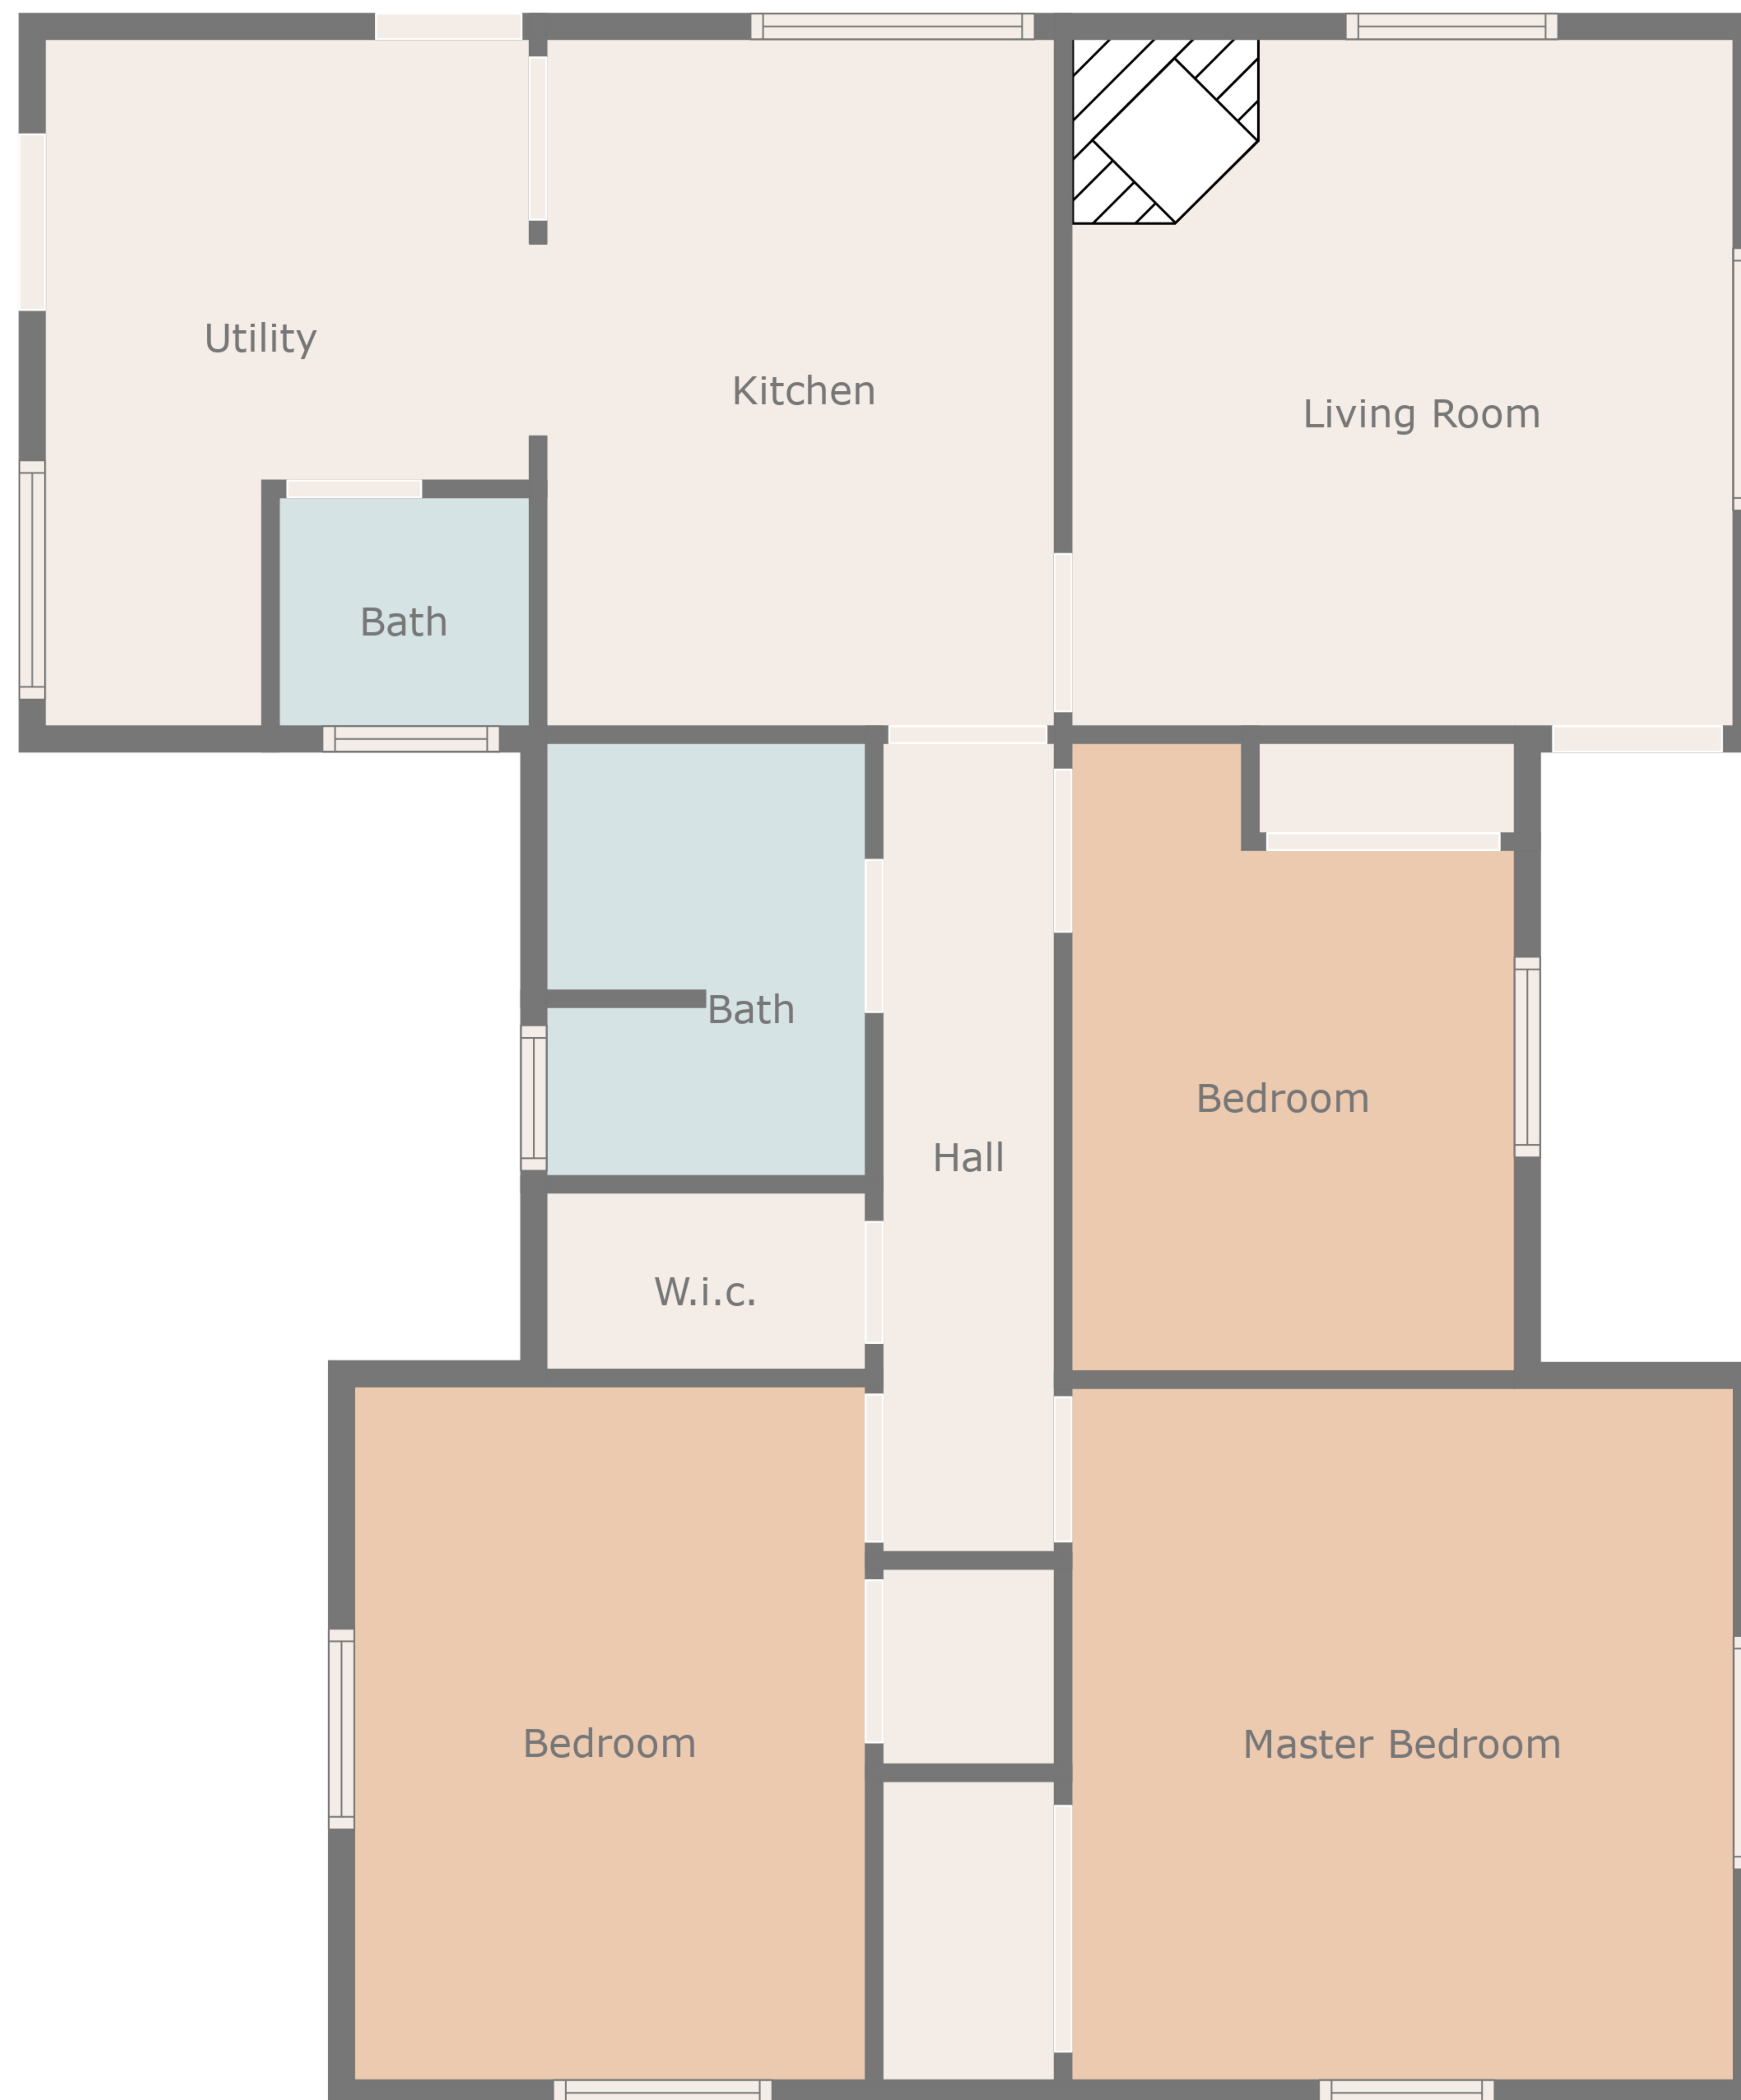 Utility
Kitchen
Living Room
Bath
Bath
Bedroom
Hall
W.i.c.
Bedroom
Master Bedroom